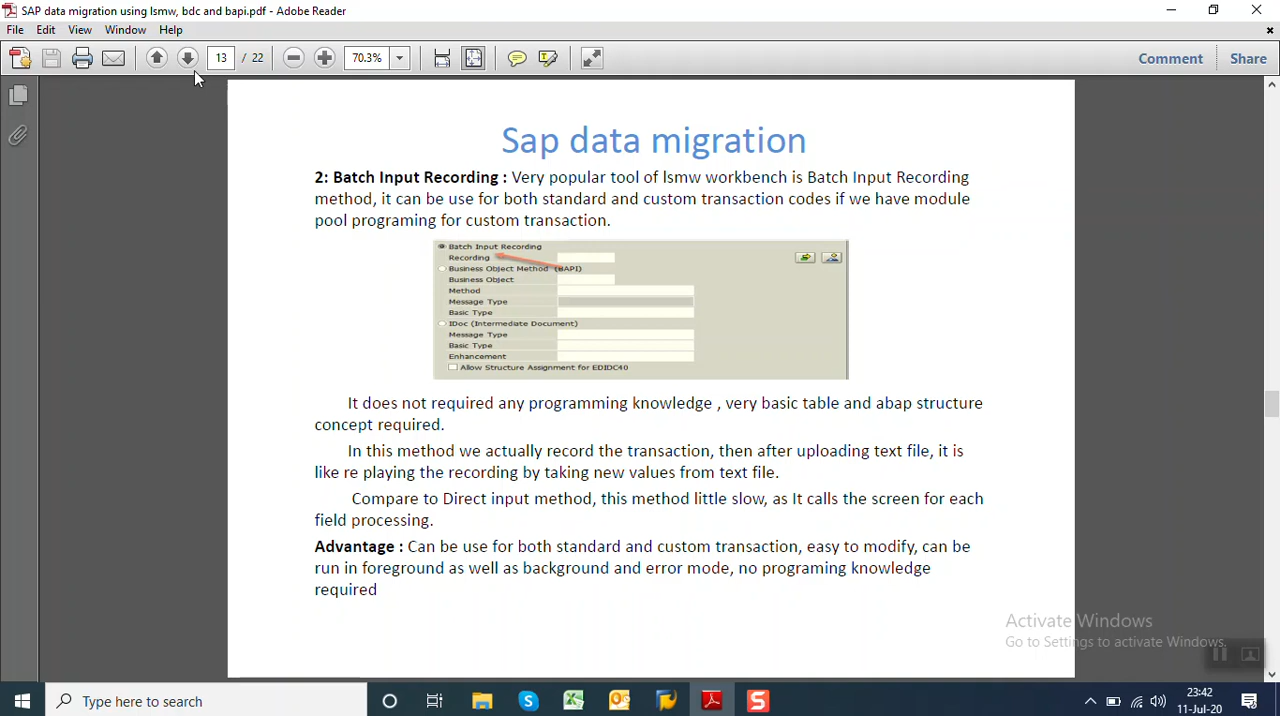 SAP data migration using lsmw, bdc and bapi.pdf - Adobe Reader
File Edit View Window Help
13 / 22 70.3% Comment Share
Sap data migration
2: Batch Input Recording : Very popular tool of lsmw workbench is Batch Input Recording
method, it can be use for both standard and custom transaction codes if we have module
pool programing for custom transaction.
Batch Input Recording
Recording
Business Object Method (BAPI)
Business Object
Method
Message Type
Basic Type
IDoc (Intermediate Document)
Message Type
Basic Type
Enhancement
Allow Structure Assignment for EDIDC40
It does not required any programming knowledge , very basic table and abap structure
concept required.
In this method we actually record the transaction, then after uploading text file, it is
like re playing the recording by taking new values from text file.
Compare to Direct input method, this method little slow, as It calls the screen for each
field processing.
Advantage : Can be use for both standard and custom transaction, easy to modify, can be
run in foreground as well as background and error mode, no programing knowledge
required
Activate Windows
Go to Settings to activate Windows.
Type here to search
23:42
11-Jul-20